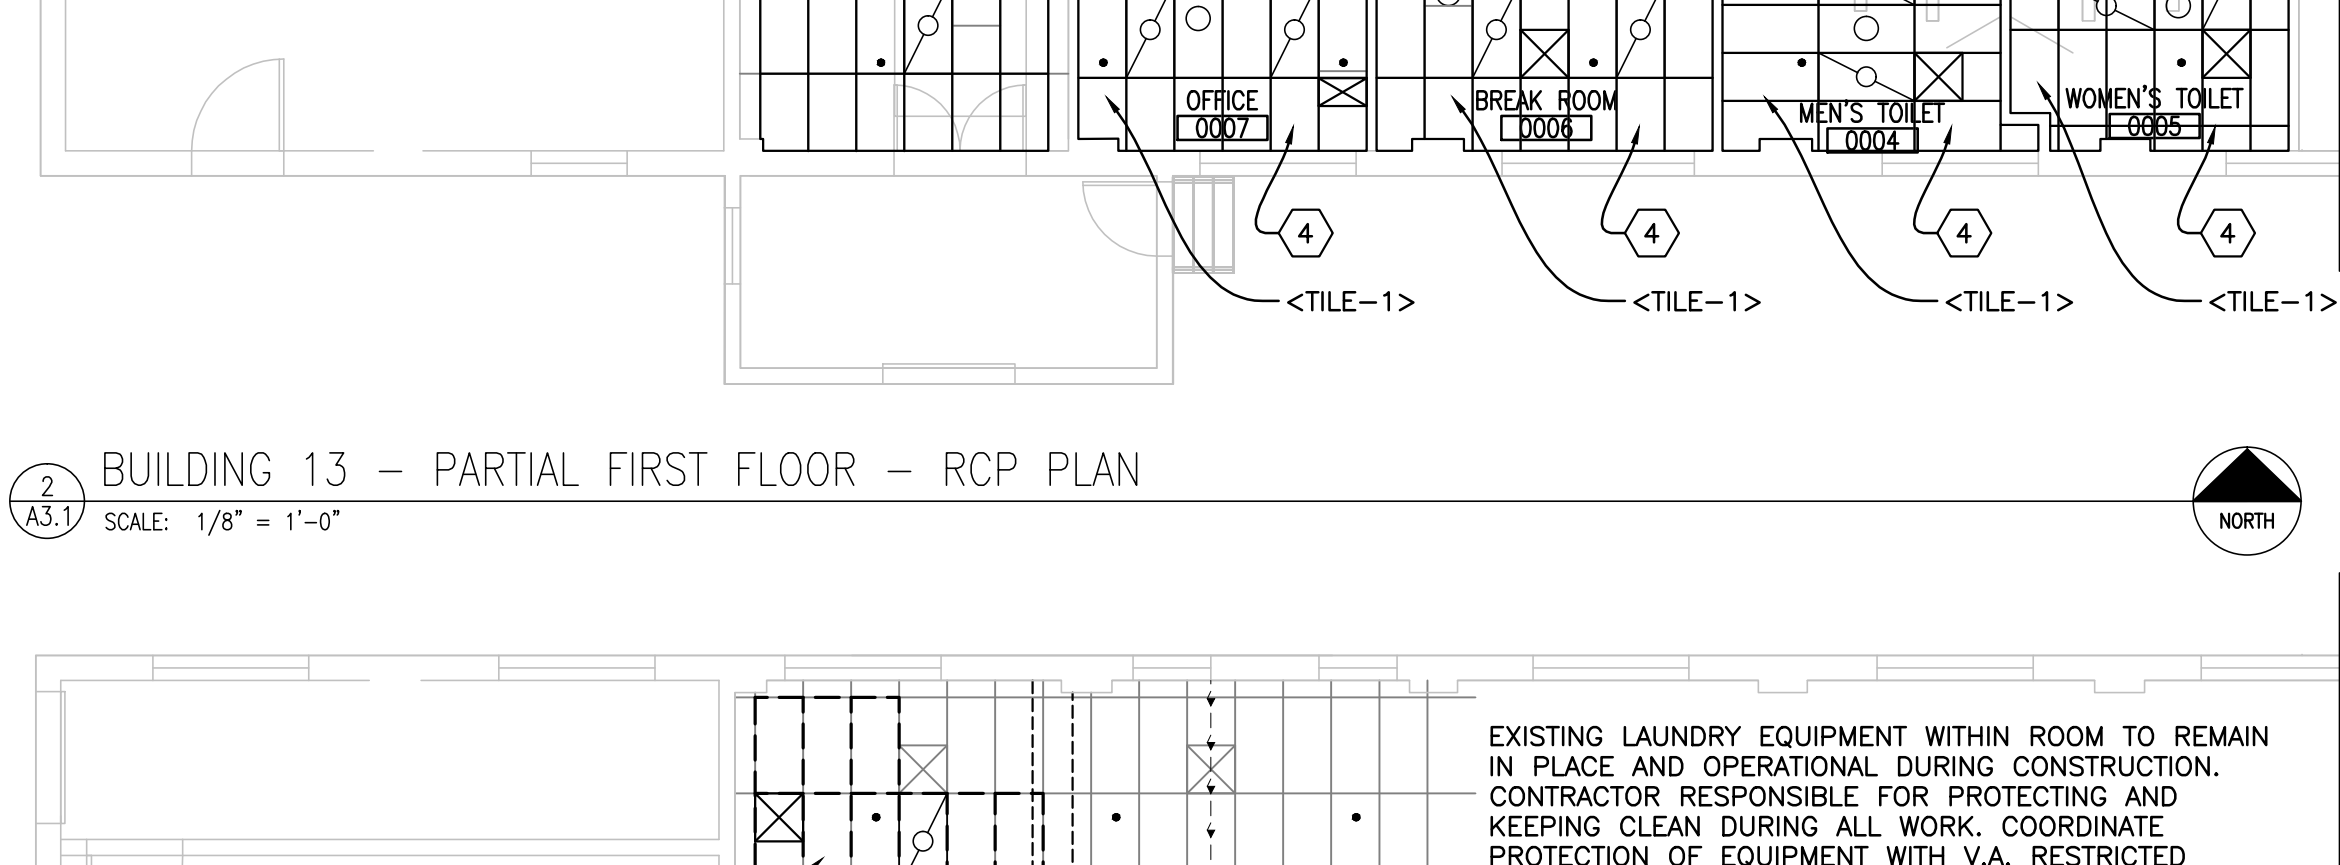 OFFICE
0007
BREAK ROOM
0006
MEN'S TOILET
0004
WOMEN'S TOILET
0005
4
4
4
4
<TILE-1>
<TILE-1>
<TILE-1>
<TILE-1>
2
A3.1
BUILDING 13 - PARTIAL FIRST FLOOR - RCP PLAN
SCALE: 1/8" = 1'-0"
NORTH
EXISTING LAUNDRY EQUIPMENT WITHIN ROOM TO REMAIN
IN PLACE AND OPERATIONAL DURING CONSTRUCTION.
CONTRACTOR RESPONSIBLE FOR PROTECTING AND
KEEPING CLEAN DURING ALL WORK. COORDINATE
PROTECTION OF EQUIPMENT WITH V.A. RESTRICTED